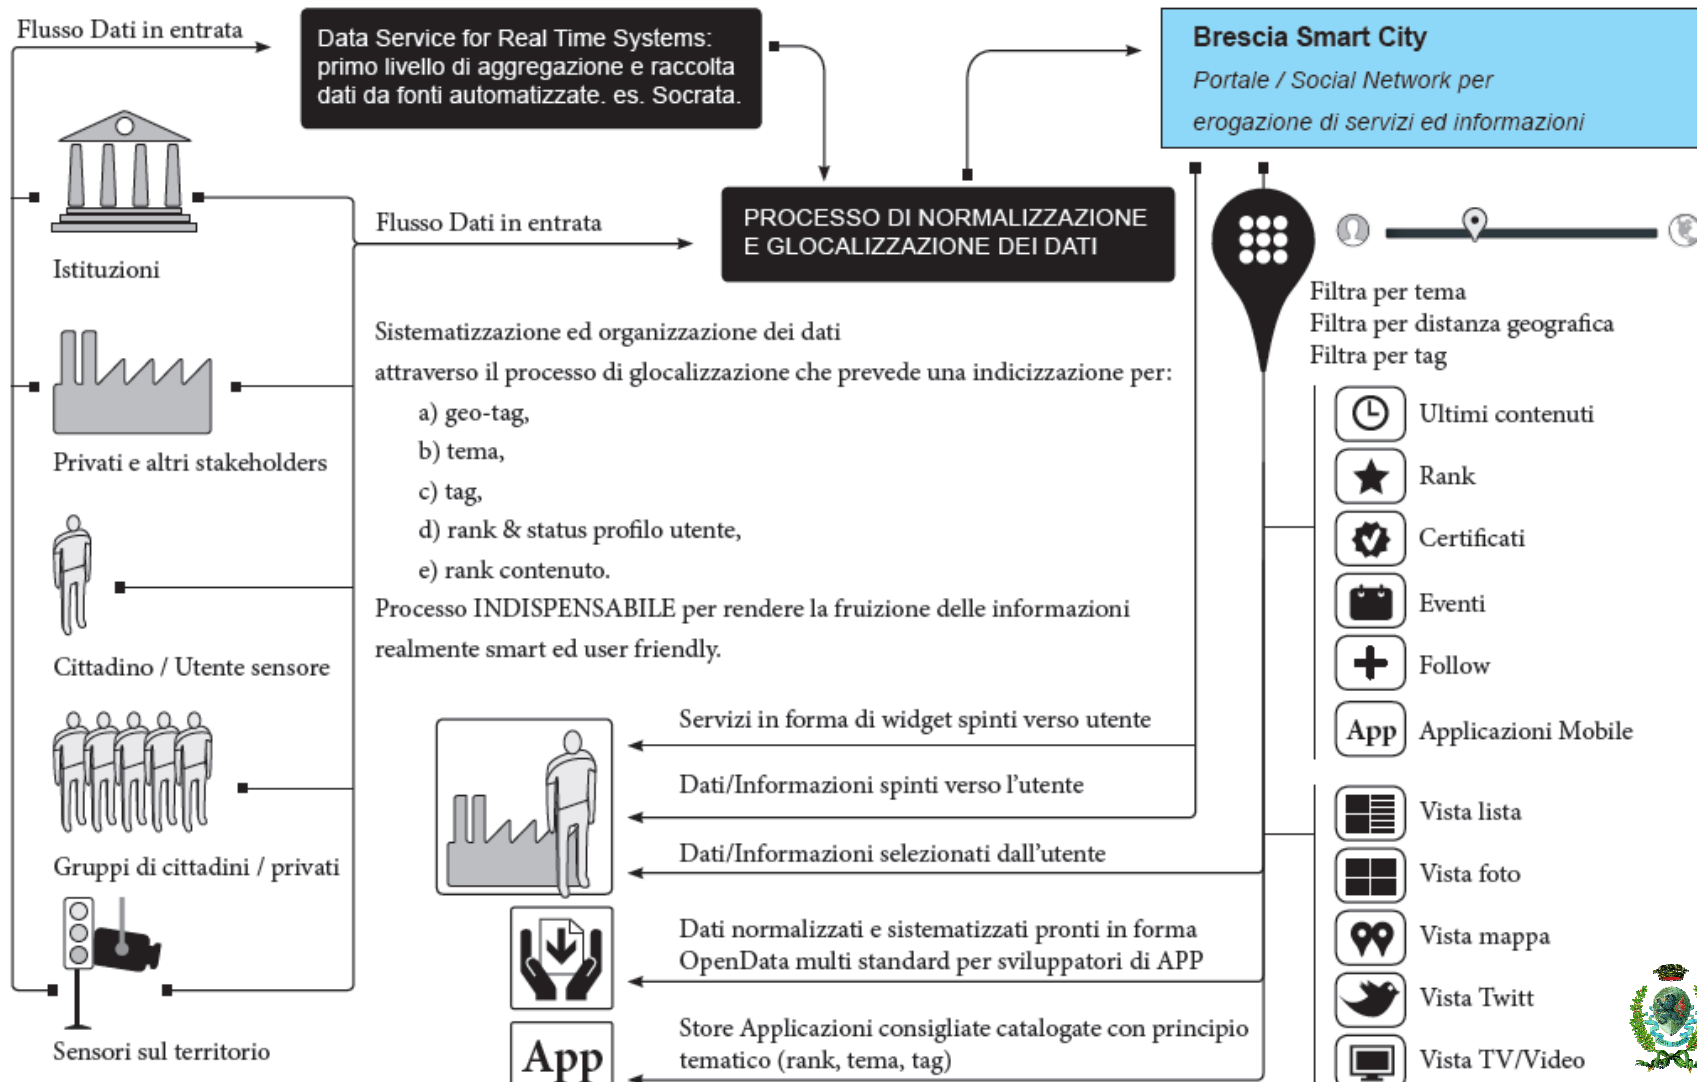 Flusso Dati in entrata
Data Service for Real Time Systems:
primo livello di aggregazione e raccolta
dati da fonti automatizzate. es. Socrata.
Brescia Smart City
Portale / Social Network per
erogazione di servizi ed informazioni
Istituzioni
Privati e altri stakeholders
Cittadino / Utente sensore
Gruppi di cittadini / privati
Sensori sul territorio
Flusso Dati in entrata
PROCESSO DI NORMALIZZAZIONE
E GLOCALIZZAZIONE DEI DATI
Sistematizzazione ed organizzazione dei dati
attraverso il processo di glocalizzazione che prevede una indicizzazione per:
a) geo-tag,
b) tema,
c) tag,
d) rank & status profilo utente,
e) rank contenuto.
Processo INDISPENSABILE per rendere la fruizione delle informazioni
realmente smart ed user friendly.
Servizi in forma di widget spinti verso utente
Dati/Informazioni spinti verso l'utente
Dati/Informazioni selezionati dall'utente
Dati normalizzati e sistematizzati pronti in forma
OpenData multi standard per sviluppatori di APP
App
Store Applicazioni consigliate catalogate con principio
tematico (rank, tema, tag)
Filtra per tema
Filtra per distanza geografica
Filtra per tag
Ultimi contenuti
Rank
Certificati
Eventi
Follow
App Applicazioni Mobile
Vista lista
Vista foto
Vista mappa
Vista Twitt
Vista TV/Video